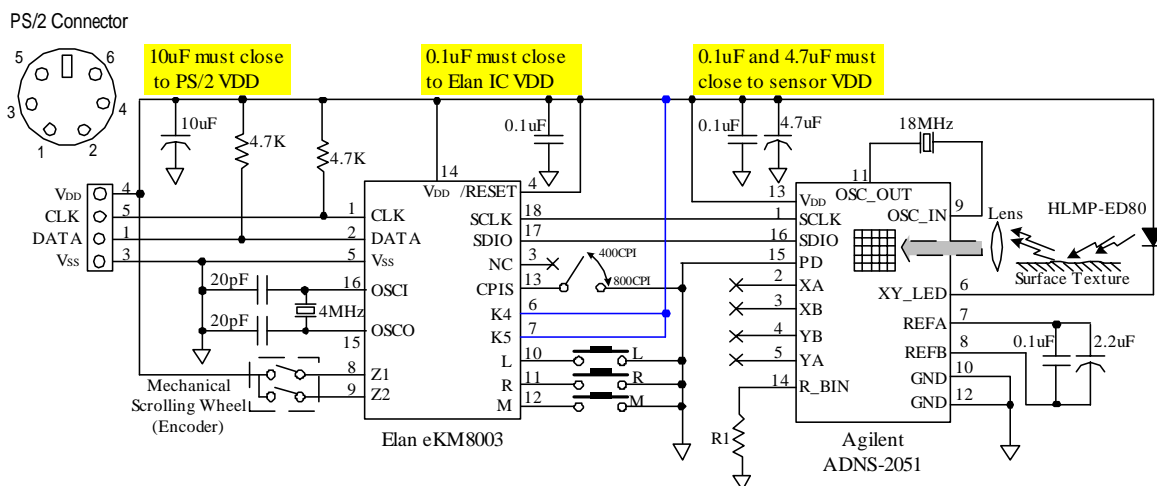 PS/2 Connector
5
6
3
4
1
2
10uF must close
to PS/2 VDD
0.1uF must close
to Elan IC VDD
0.1uF and 4.7uF must
close to sensor VDD
10uF
4.7K
4.7K
0.1uF
0.1uF
4.7uF
18MHz
VDD
CLK
DATA
VSS
4
5
1
3
14
VDD
/RESET
4
1
CLK
2
DATA
5
VSS
16
OSCI
OSCO
15
8
Z1
9
Z2
SCLK
18
SDIO
17
NC
3
CPIS
13
K4
6
K5
7
L
10
R
11
M
12
20pF
20pF
4MHz
Mechanical
Scrolling Wheel
(Encoder)
Elan eKM8003
400CPI
800CPI
L
R
M
11
OSC_OUT
13
VDD
9
OSC_IN
1
SCLK
16
SDIO
15
PD
2
XA
3
XB
4
YB
5
YA
14
R_BIN
XY_LED
6
REFA
7
REFB
8
GND
10
GND
12
R1
Agilent
ADNS-2051
Lens
HLMP-ED80
Surface Texture
0.1uF
2.2uF